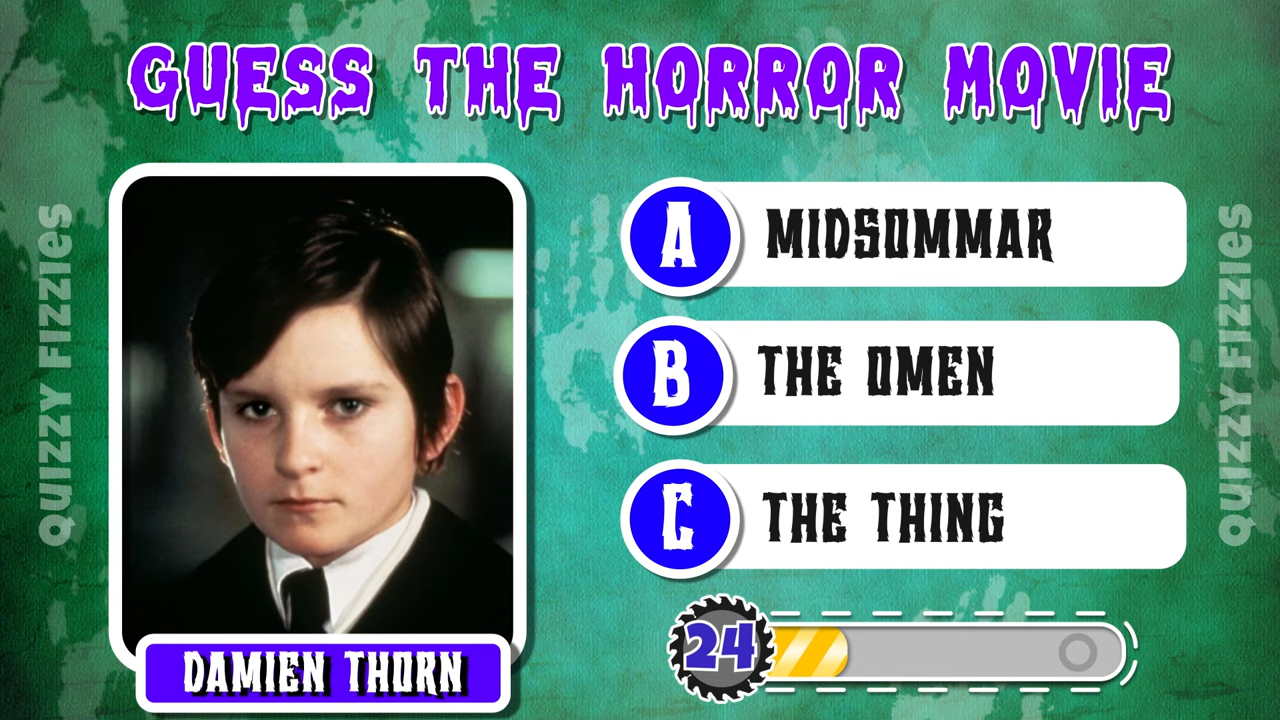 GUESS THE HORROR MOVIE
QUIZZY FIZZIES
DAMIEN THORN
A MIDSOMMAR
B THE OMEN
C THE THING
24
QUIZZY FIZZIES